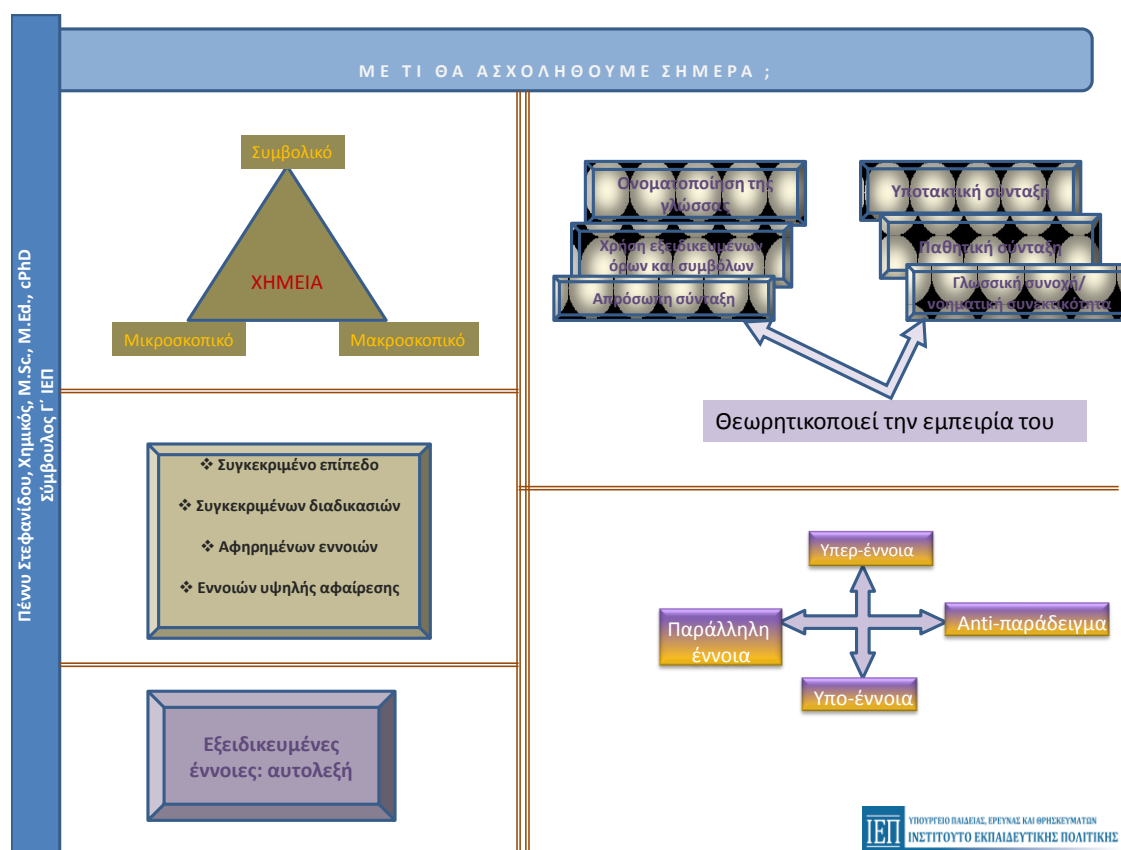 ΜΕ ΤΙ ΘΑ ΑΣΧΟΛΗΘΟΥΜΕ ΣΗΜΕΡΑ ;
Πέννυ Στεφανίδου, Χημικός, M.Sc., M.Ed., cPhD
Σύμβουλος Γ΄ ΙΕΠ
Συμβολικό
ΧΗΜΕΙΑ
Μικροσκοπικό
Μακροσκοπικό
❖ Συγκεκριμένο επίπεδο
❖ Συγκεκριμένων διαδικασιών
❖ Αφηρημένων εννοιών
❖ Εννοιών υψηλής αφαίρεσης
Εξειδικευμένες
έννοιες: αυτολεξή
Ονοματοποίηση της
γλώσσας
Χρήση εξειδικευμένων
όρων και συμβόλων
Απρόσωπη σύνταξη
Υποτακτική σύνταξη
Παθητική σύνταξη
Γλωσσική συνοχή/
νοηματική συνεκτικότητα
Θεωρητικοποιεί την εμπειρία του
Υπερ-έννοια
Παράλληλη
έννοια
Anti-παράδειγμα
Υπο-έννοια
ΙΕΠ
ΥΠΟΥΡΓΕΙΟ ΠΑΙΔΕΙΑΣ, ΕΡΕΥΝΑΣ ΚΑΙ ΘΡΗΣΚΕΥΜΑΤΩΝ
ΙΝΣΤΙΤΟΥΤΟ ΕΚΠΑΙΔΕΥΤΙΚΗΣ ΠΟΛΙΤΙΚΗΣ